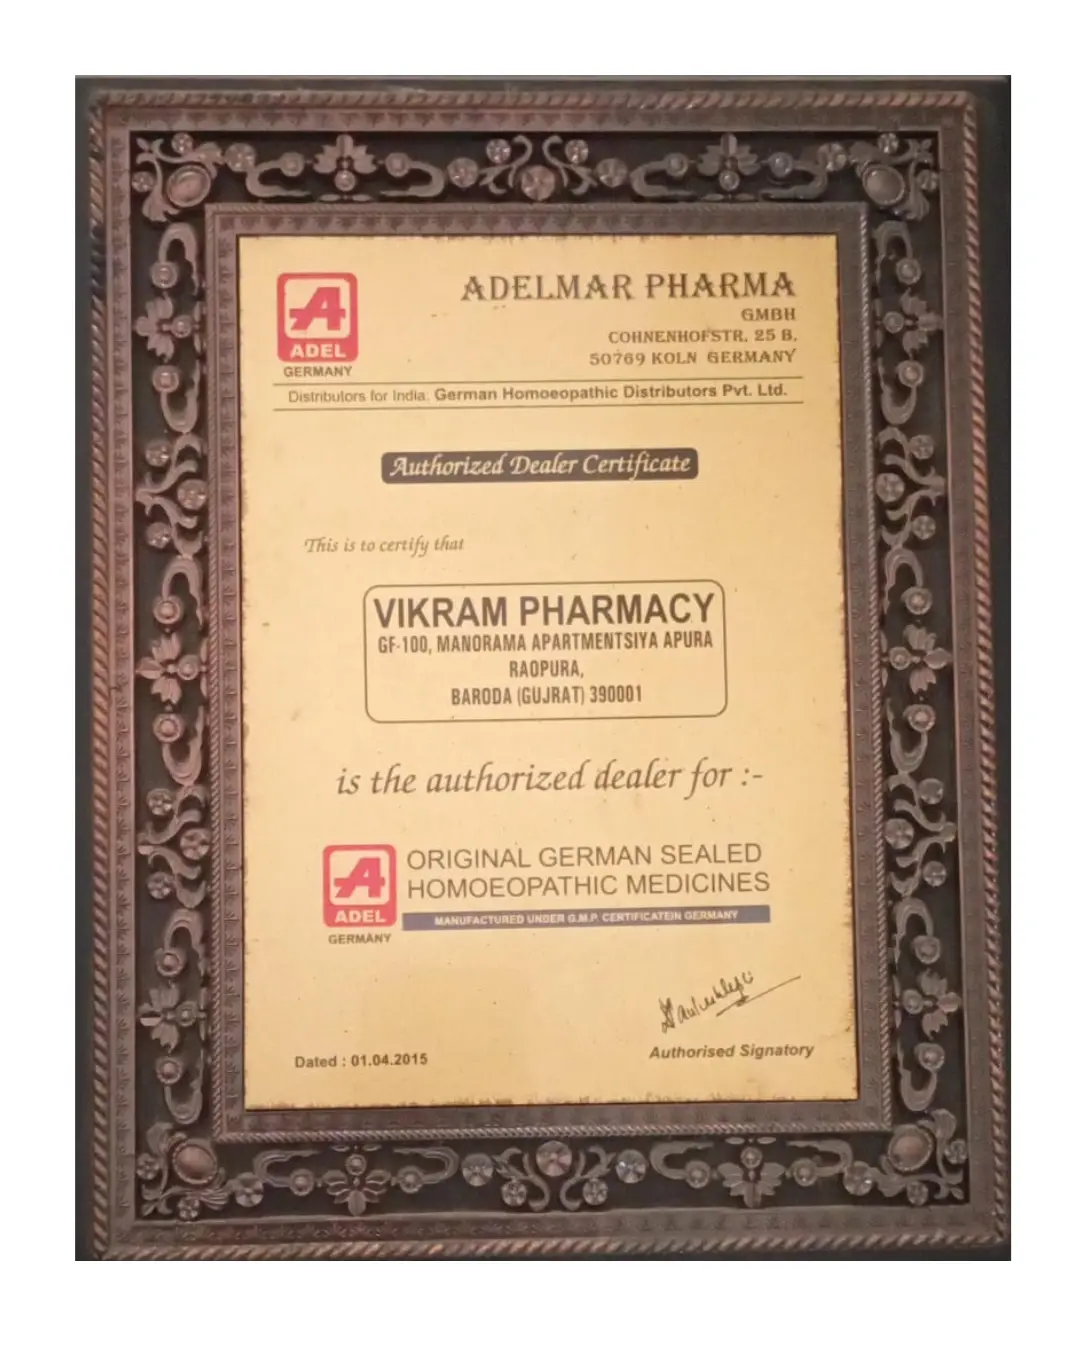 A
ADEL
GERMANY
ADELMAR PHARMA
GMBH
COHNENHOFSTR. 25 B,
50769 KOLN GERMANY
Distributors for India: German Homoeopathic Distributors Pvt. Ltd.
Authorized Dealer Certificate
This is to certify that
VIKRAM PHARMACY
GF-100, MANORAMA APARTMENTSIYA APURA
RAOPURA,
BARODA (GUJRAT) 390001
is the authorized dealer for :-
A
ADEL
GERMANY
ORIGINAL GERMAN SEALED
HOMOEOPATHIC MEDICINES
MANUFACTURED UNDER G.M.P. CERTIFICATEIN GERMANY
Dated : 01.04.2015
Authorised Signatory